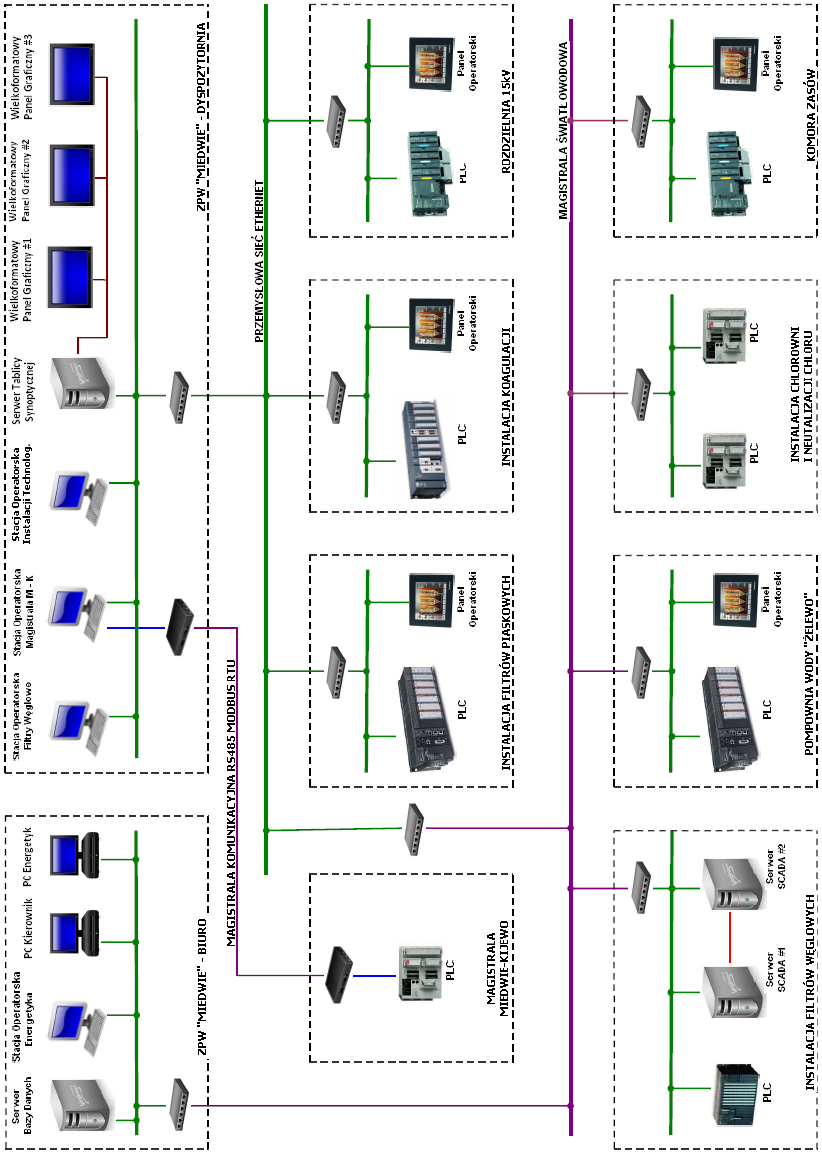 Serwer
Bazy Danych
Stacja Operatorska
Energetyka
PC Kierownik
PC Energetyk
ZPW "MIEDWIE" - BIURO
Stacja Operatorska
Filtry Węglowe
Stacja Operatorska
Magistrala M - K
Stacja Operatorska
Instalacji Technolog.
Serwer Tablicy
Synoptycznej
Wielkoformatowy
Panel Graficzny #1
Wielkoformatowy
Panel Graficzny #2
Wielkoformatowy
Panel Graficzny #3
ZPW "MIEDWIE" - DYSPOZYTORNIA
MAGISTRALA KOMUNIKACYJNA RS485 MODBUS RTU
PRZEMYSŁOWA SIEĆ ETHERNET
PLC
MAGISTRALA
MIEDWIE-KIJEWO
PLC
Panel
Operatorski
INSTALACJA FILTRÓW PIASKOWYCH
PLC
Panel
Operatorski
INSTALACJA KOAGULACJI
PLC
Panel
Operatorski
ROZDZIELNIA 15kV
MAGISTRALA ŚWIATŁOWODOWA
PLC
Serwer
SCADA #1
Serwer
SCADA #2
INSTALACJA FILTRÓW WĘGLOWYCH
PLC
Panel
Operatorski
POMPOWNIA WODY "ŻELEWO"
PLC
PLC
INSTALACJA CHLOROWNI
I NEUTALIZACJI CHLORU
PLC
Panel
Operatorski
KOMORA ZASÓW